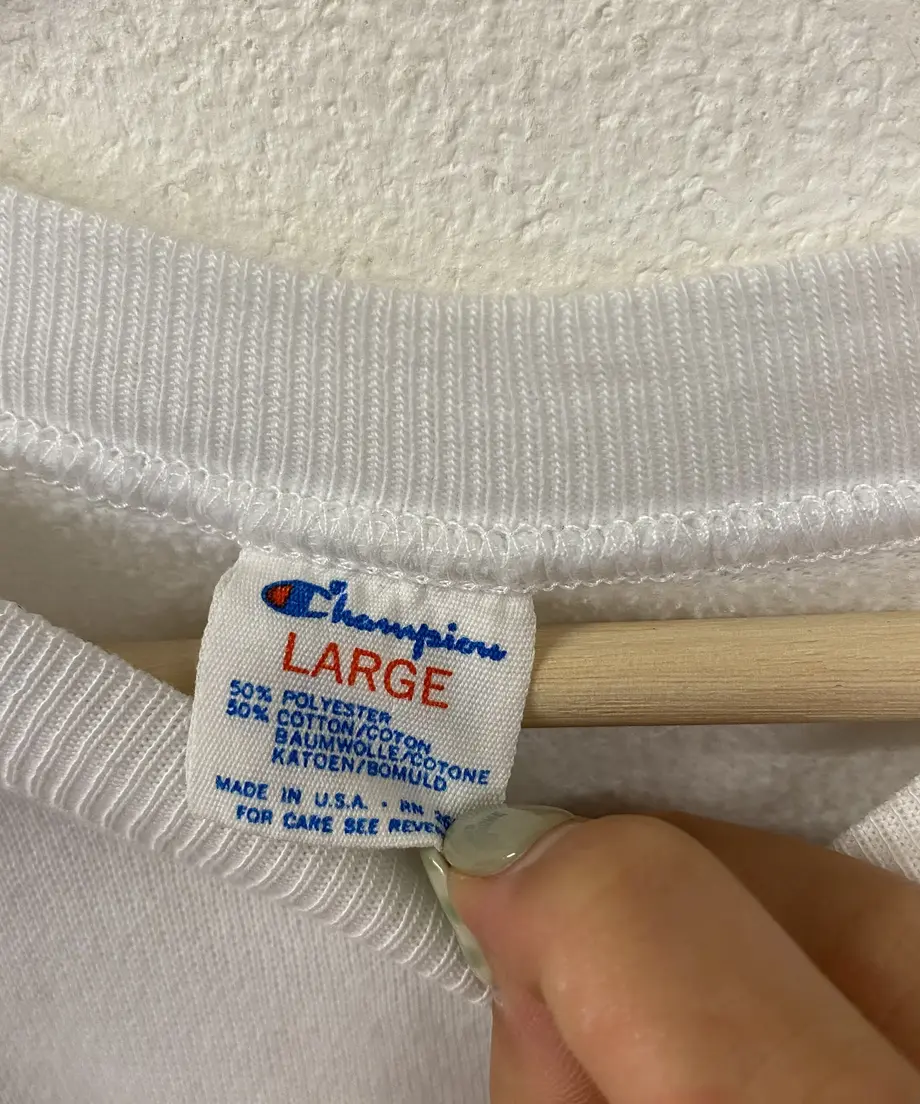 Champion
LARGE
50% POLYESTER
50% COTTON/COTON
BAUMWOLLE/COTONE
KATOEN/BOMULD
MADE IN U.S.A. • RN
FOR CARE SEE